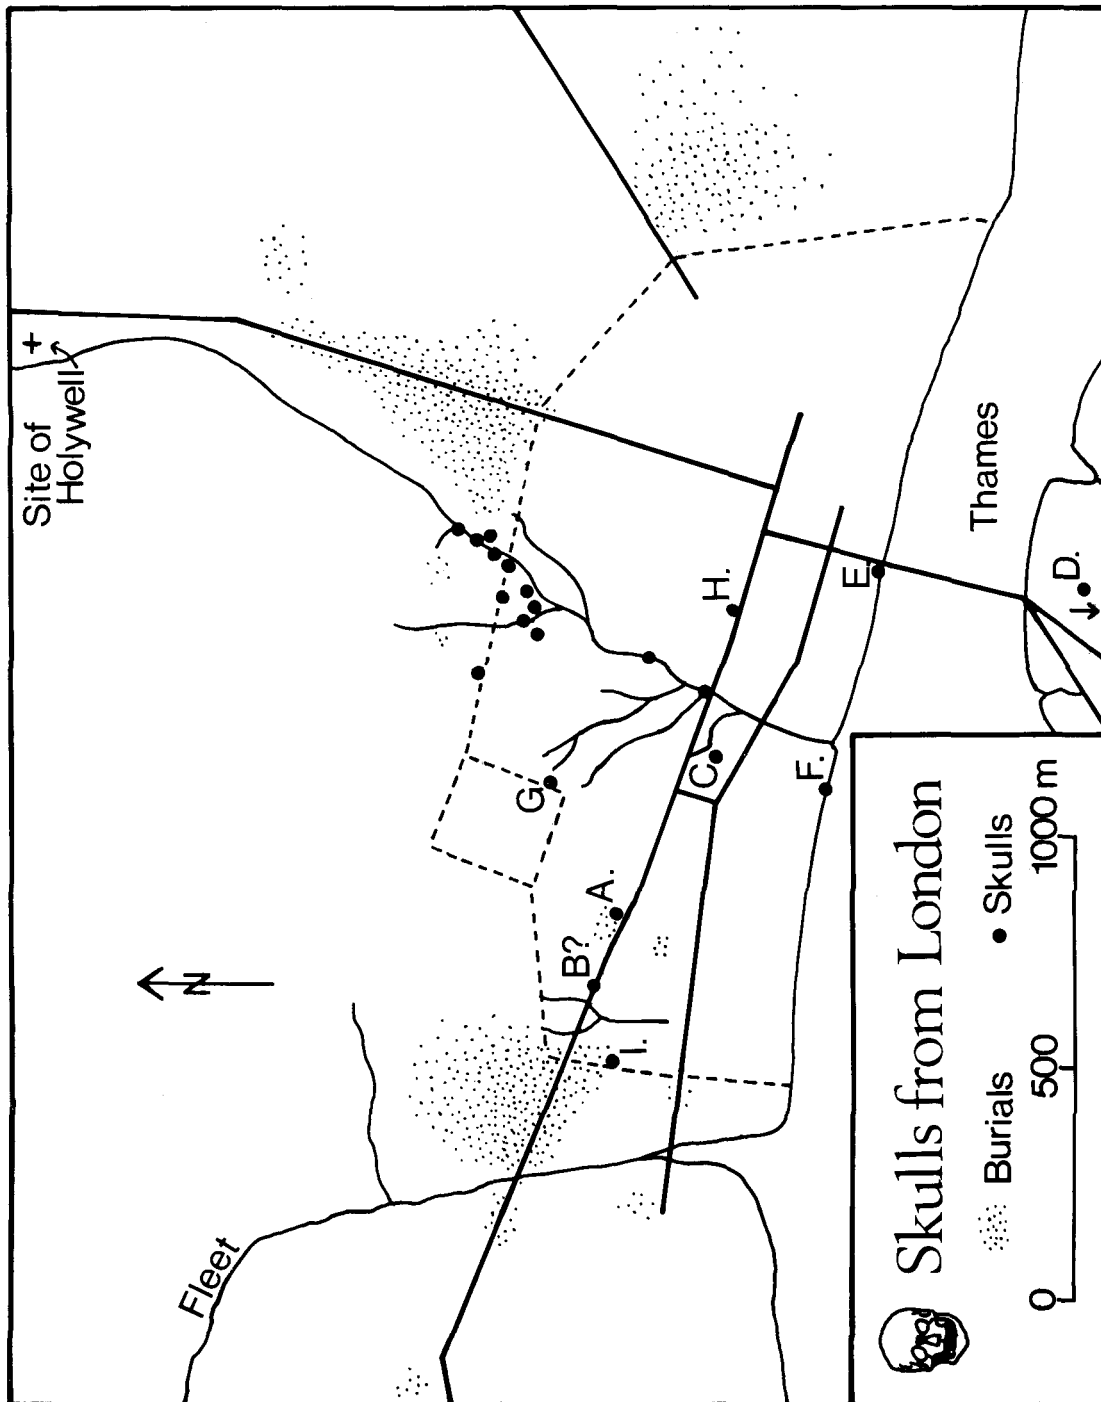 Site of
Holywell
Fleet
N
Thames
A.
B?
C.
D.
E.
F.
G.
H.
I.
Skulls from London
Burials
Skulls
0 500 1000 m